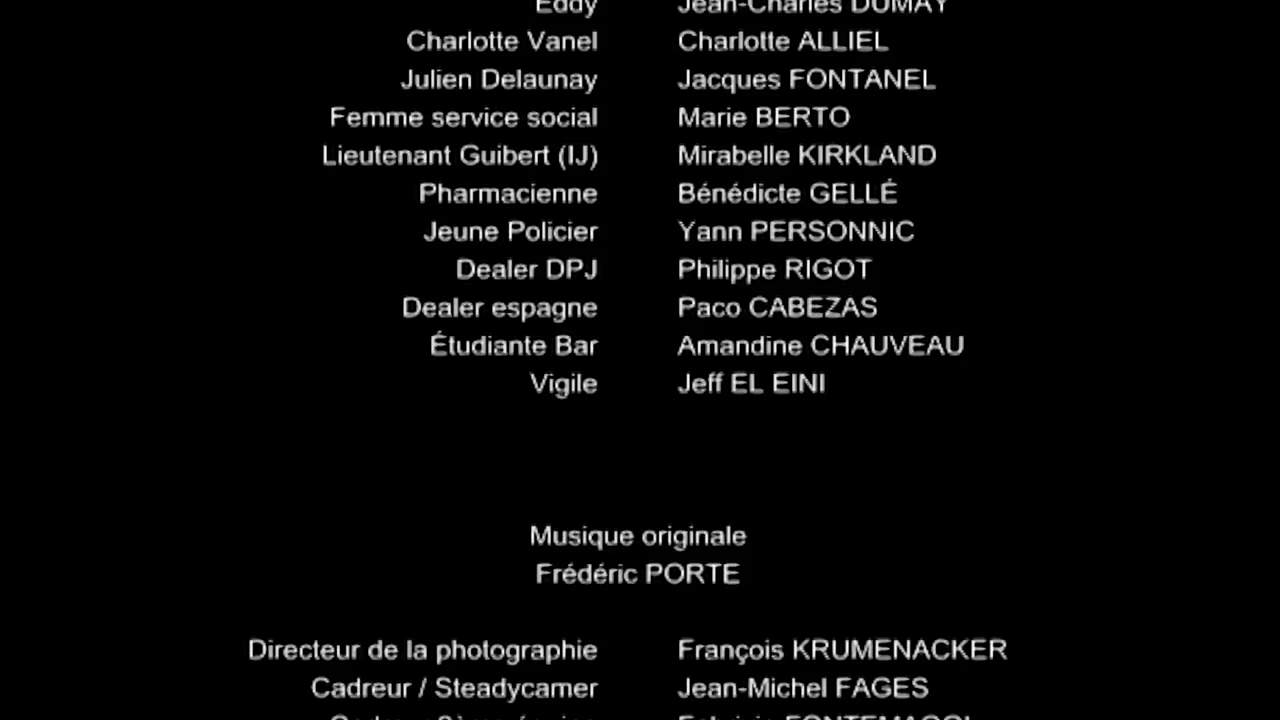 Eddy Jean-Charles DUMAY
Charlotte Vanel Charlotte ALLIEL
Julien Delaunay Jacques FONTANEL
Femme service social Marie BERTO
Lieutenant Guibert (IJ) Mirabelle KIRKLAND
Pharmacienne Bénédicte GELLÉ
Jeune Policier Yann PERSONNIC
Dealer DPJ Philippe RIGOT
Dealer espagne Paco CABEZAS
Étudiante Bar Amandine CHAUVEAU
Vigile Jeff EL EINI
Musique originale
Frédéric PORTE
Directeur de la photographie François KRUMENACKER
Cadreur / Steadycamer Jean-Michel FAGES